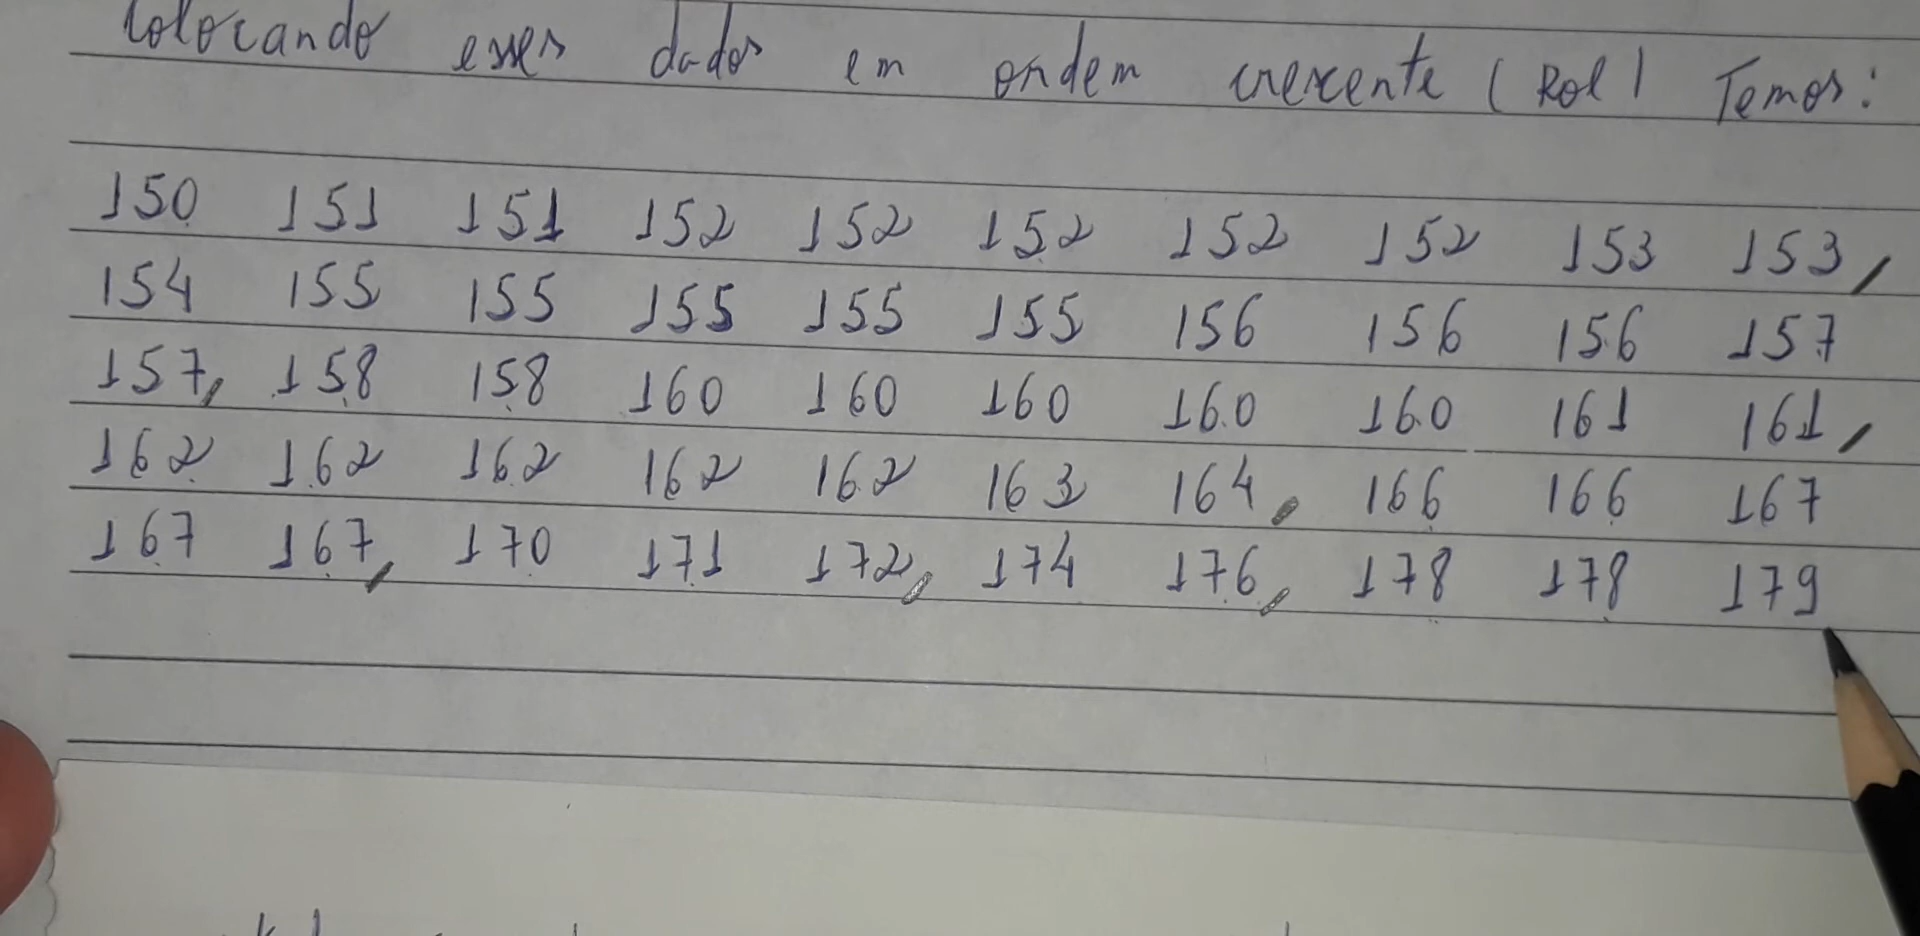 Colocando esses dados em ordem crescente (Rol) Temos:
150 151 151 152 152 152 152 152 153 153,
154 155 155 155 155 155 156 156 156 157
157, 158 158 160 160 160 160 160 161 161,
162 162 162 162 162 163 164, 166 166 167
167 167, 170 171 172, 174 176, 178 178 179